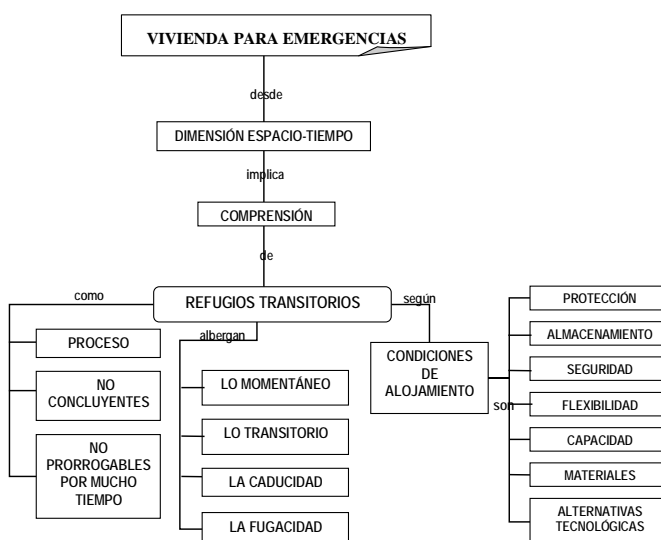 VIVIENDA PARA EMERGENCIAS
desde
DIMENSIÓN ESPACIO-TIEMPO
implica
COMPRENSIÓN
de
REFUGIOS TRANSITORIOS
como
PROCESO
NO
CONCLUYENTES
NO
PRORROGABLES
POR MUCHO
TIEMPO
albergan
LO MOMENTÁNEO
LO TRANSITORIO
LA CADUCIDAD
LA FUGACIDAD
según
CONDICIONES
DE
ALOJAMIENTO
son
PROTECCIÓN
ALMACENAMIENTO
SEGURIDAD
FLEXIBILIDAD
CAPACIDAD
MATERIALES
ALTERNATIVAS
TECNOLÓGICAS